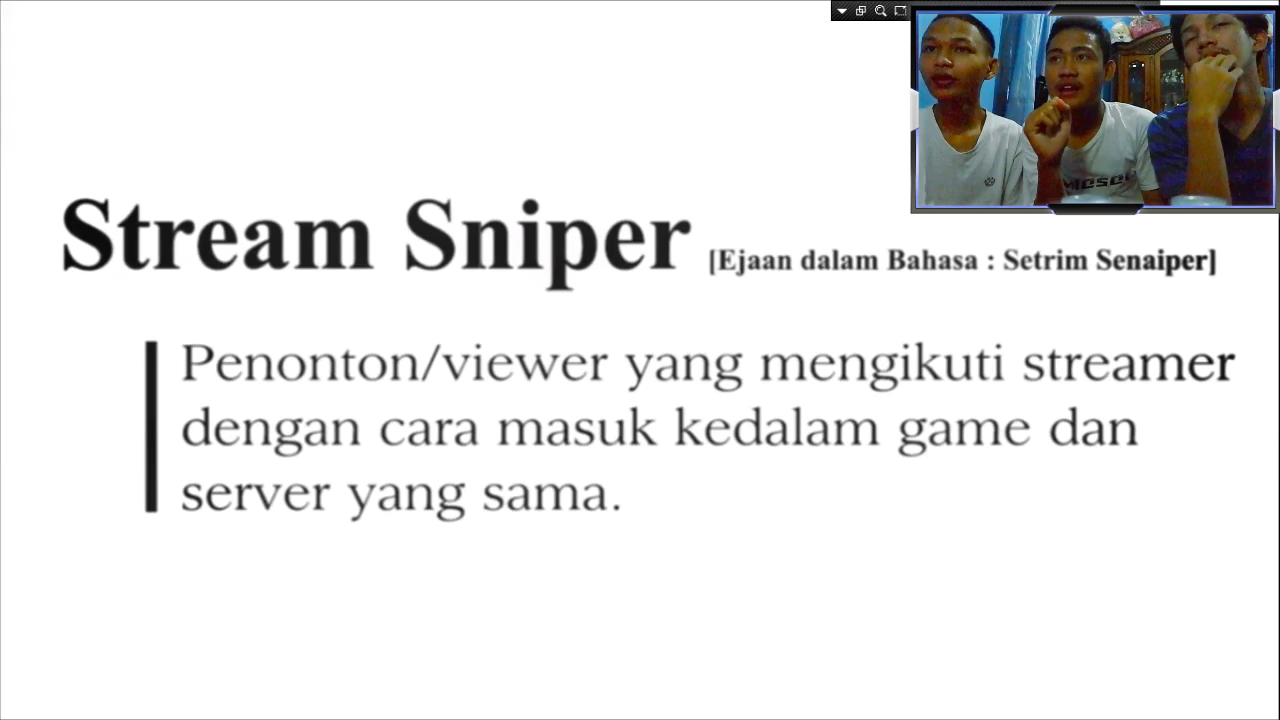 Stream Sniper [Ejaan dalam Bahasa : Setrim Senaiper]
Penonton/viewer yang mengikuti streamer
dengan cara masuk kedalam game dan
server yang sama.